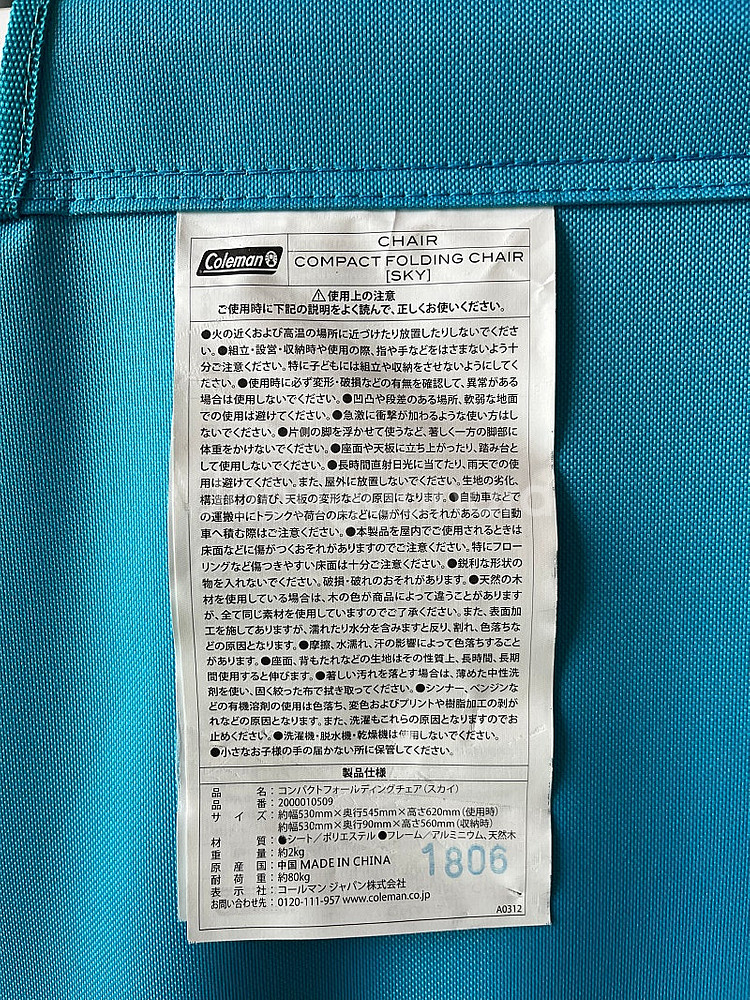 Coleman
CHAIR
COMPACT FOLDING CHAIR
[SKY]
⚠使用上の注意
ご使用時に下記の説明をよく読んで、正しくお使いください。
●火の近くおよび高温の場所に近づけたり放置したりしないでくださ
い。●組立・設営・収納時や使用の際、指や手などをはさまないよう十
分ご注意ください。特に子どもには組立や収納をさせないようにしてく
ださい。●使用時に必ず変形・破損などの有無を確認して、異常がある
場合は使用しないでください。●凹凸や段差のある場所、軟弱な地面
での使用は避けてください。●急激に衝撃が加わるような使い方はし
ないでください。●片側の脚を浮かせて使うなど、著しく一方の脚部に
体重をかけないでください。●座面や天板に立ち上がったり、踏み台と
して使用しないでください。●長時間直射日光に当てたり、雨天での使
用は避けてください。また、屋外に放置しないでください。生地の劣化、
構造部材の錆び、天板の変形などの原因になります。●自動車などで
の運搬中にトランクや荷台の床などに傷が付くおそれがあるので自動
車へ積む際はご注意ください。●本製品を屋内でご使用されるときは
床面などに傷がつくおそれがありますのでご注意ください。特にフロー
リングなど傷つきやすい床面は十分ご注意ください。●鋭利な形状の
物を入れないでください。破損・破れのおそれがあります。●天然の木
材を使用している場合は、木の色が商品によって違うことがあります
が、全て同じ素材を使用していますのでご了承ください。また、表面加
工を施してありますが、濡れたり水分を含みますと反り、割れ、色落ちな
どの原因となります。●摩擦、水濡れ、汗の影響によって色落ちすること
があります。●座面、背もたれなどの生地はその性質上、長時間、長期
間使用すると伸びます。●著しい汚れを落とす場合は、薄めた中性洗
剤を使い、固く絞った布で拭き取ってください。●シンナー、ベンジンな
どの有機溶剤の使用は色落ち、変色およびプリントや樹脂加工の剥が
れなどの原因となります。また、洗濯もこれらの原因となりますのでお
止めください。●洗濯機・脱水機・乾燥機は使用しないでください。
●小さなお子様の手の届かない所に保管してください。
製品仕様
品名：コンパクトフォールディングチェア（スカイ）
品番：2000010509
サイズ：約幅530mm×奥行545mm×高さ620mm（使用時）
約幅530mm×奥行90mm×高さ560mm（収納時）
材質：●シート／ポリエステル●フレーム／アルミニウム、天然木
重量：約2kg
原産国：中国 MADE IN CHINA
耐荷重：約80kg
表示：コールマン ジャパン株式会社
お問い合わせ先：0120-111-957 www.coleman.co.jp
1806
A0312